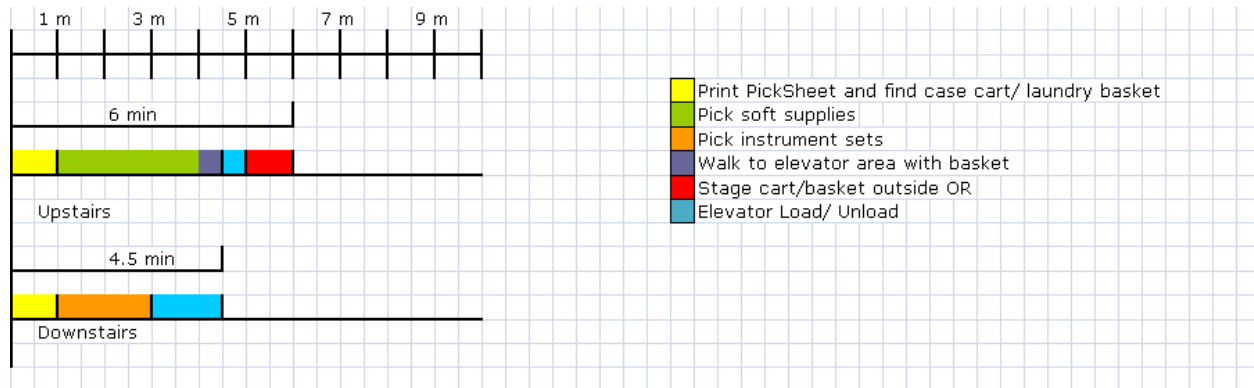 1 m 3 m 5 m 7 m 9 m
Print PickSheet and find case cart/ laundry basket
6 min
Pick soft supplies
Pick instrument sets
Walk to elevator area with basket
Stage cart/basket outside OR
Upstairs
Elevator Load/ Unload
4.5 min
Downstairs